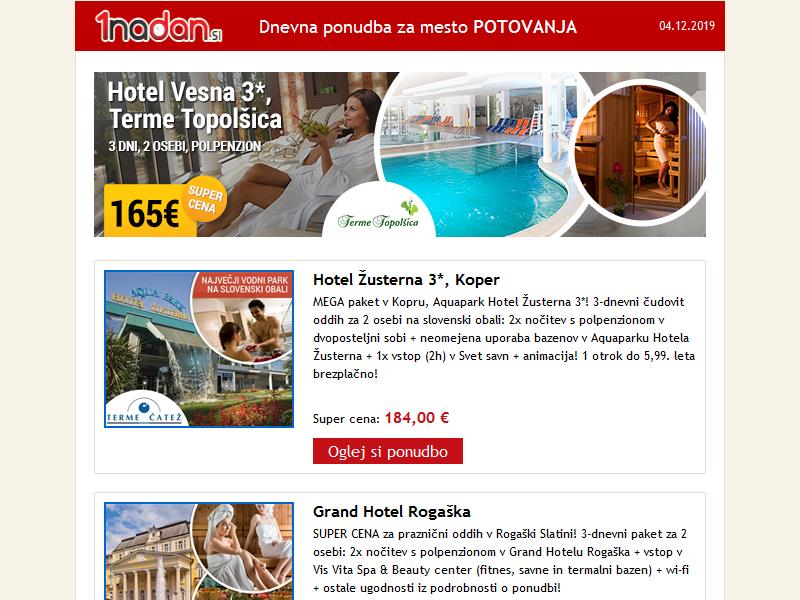 1nadan.si
Dnevna ponudba za mesto POTOVANJA
04.12.2019
Hotel Vesna 3*,
Terme Topolšica
3 DNI, 2 OSEBI, POLPENZION
165€
SUPER
CENA
Terme Topolšica
AQUA PARK
HOTEL ŽUSTERNA
NAJVEČJI VODNI PARK
NA SLOVENSKI OBALI
TERME ČATEŽ
Hotel Žusterna 3*, Koper
MEGA paket v Kopru, Aquapark Hotel Žusterna 3*! 3-dnevni čudovit
oddih za 2 osebi na slovenski obali: 2x nočitev s polpenzionom v
dvoposteljni sobi + neomejena uporaba bazenov v Aquaparku Hotela
Žusterna + 1x vstop (2h) v Svet savn + animacija! 1 otrok do 5,99. leta
brezplačno!
Super cena: 184,00 €
Oglej si ponudbo
Grand Hotel Rogaška
SUPER CENA za praznični oddih v Rogaški Slatini! 3-dnevni paket za 2
osebi: 2x nočitev s polpenzionom v Grand Hotelu Rogaška + vstop v
Vis Vita Spa & Beauty center (fitnes, savne in termalni bazen) + wi-fi
+ ostale ugodnosti iz podrobnosti o ponudbi!